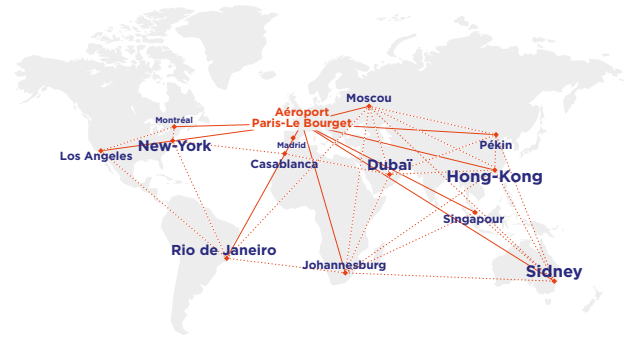 Moscou
Aéroport
Paris-Le Bourget
Montréal
New-York
Madrid
Pékin
Los Angeles
Casablanca
Dubaï
Hong-Kong
Singapour
Rio de Janeiro
Johannesburg
Sidney